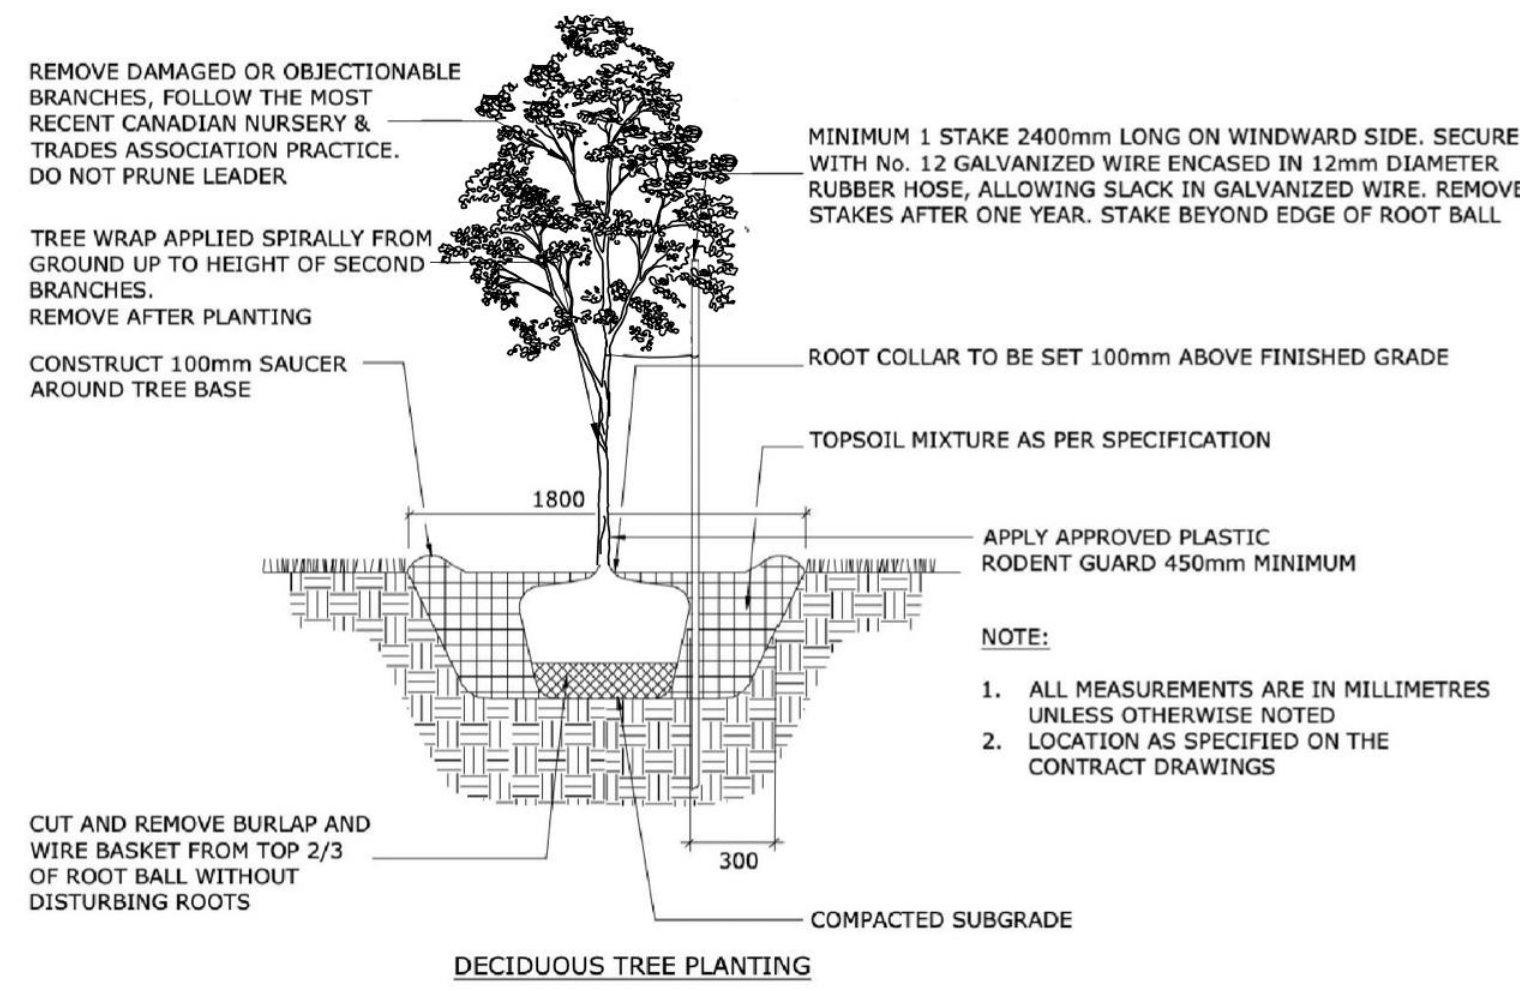 REMOVE DAMAGED OR OBJECTIONABLE
BRANCHES, FOLLOW THE MOST
RECENT CANADIAN NURSERY &
TRADES ASSOCIATION PRACTICE.
DO NOT PRUNE LEADER
TREE WRAP APPLIED SPIRALLY FROM
GROUND UP TO HEIGHT OF SECOND
BRANCHES.
REMOVE AFTER PLANTING
CONSTRUCT 100mm SAUCER
AROUND TREE BASE
MINIMUM 1 STAKE 2400mm LONG ON WINDWARD SIDE. SECURE
WITH No. 12 GALVANIZED WIRE ENCASED IN 12mm DIAMETER
RUBBER HOSE, ALLOWING SLACK IN GALVANIZED WIRE. REMOVE
STAKES AFTER ONE YEAR. STAKE BEYOND EDGE OF ROOT BALL
ROOT COLLAR TO BE SET 100mm ABOVE FINISHED GRADE
TOPSOIL MIXTURE AS PER SPECIFICATION
1800
APPLY APPROVED PLASTIC
RODENT GUARD 450mm MINIMUM
NOTE:
1. ALL MEASUREMENTS ARE IN MILLIMETRES
UNLESS OTHERWISE NOTED
2. LOCATION AS SPECIFIED ON THE
CONTRACT DRAWINGS
CUT AND REMOVE BURLAP AND
WIRE BASKET FROM TOP 2/3
OF ROOT BALL WITHOUT
DISTURBING ROOTS
300
COMPACTED SUBGRADE
DECIDUOUS TREE PLANTING